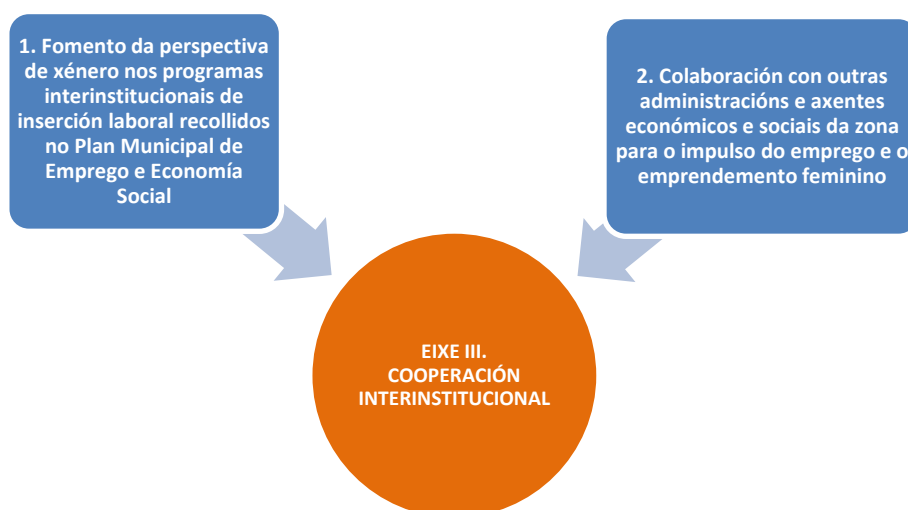 1. Fomento da perspectiva
de xénero nos programas
interinstitucionais de
inserción laboral recollidos
no Plan Municipal de
Emprego e Economía
Social
2. Colaboración con outras
administracións e axentes
económicos e sociais da zona
para o impulso do emprego e o
emprendemento feminino
EIXE III.
COOPERACIÓN
INTERINSTITUCIONAL